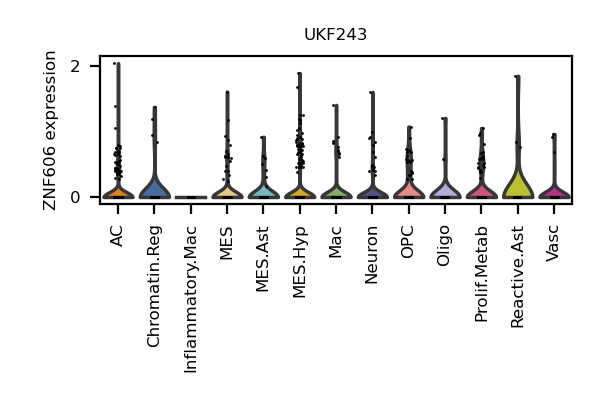 UKF243
ZNF606 expression
2
0
AC
Chromatin.Reg
Inflammatory.Mac
MES
MES.Ast
MES.Hyp
Mac
Neuron
OPC
Oligo
Prolif.Metab
Reactive.Ast
Vasc